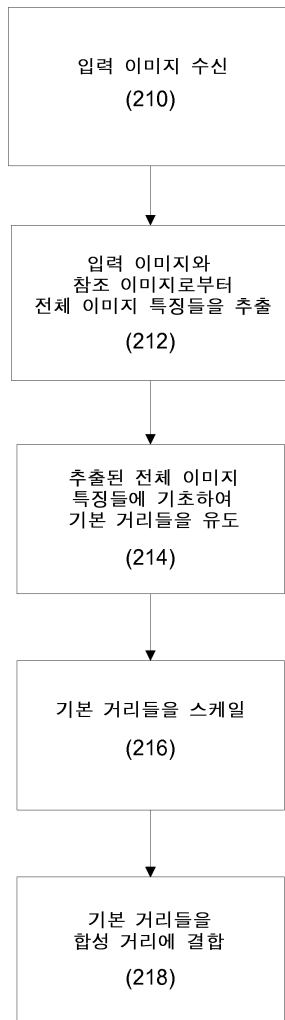 입력 이미지 수신
(210)
입력 이미지와
참조 이미지로부터
전체 이미지 특징들을 추출
(212)
추출된 전체 이미지
특징들에 기초하여
기본 거리들을 유도
(214)
기본 거리들을 스케일
(216)
기본 거리들을
합성 거리에 결합
(218)